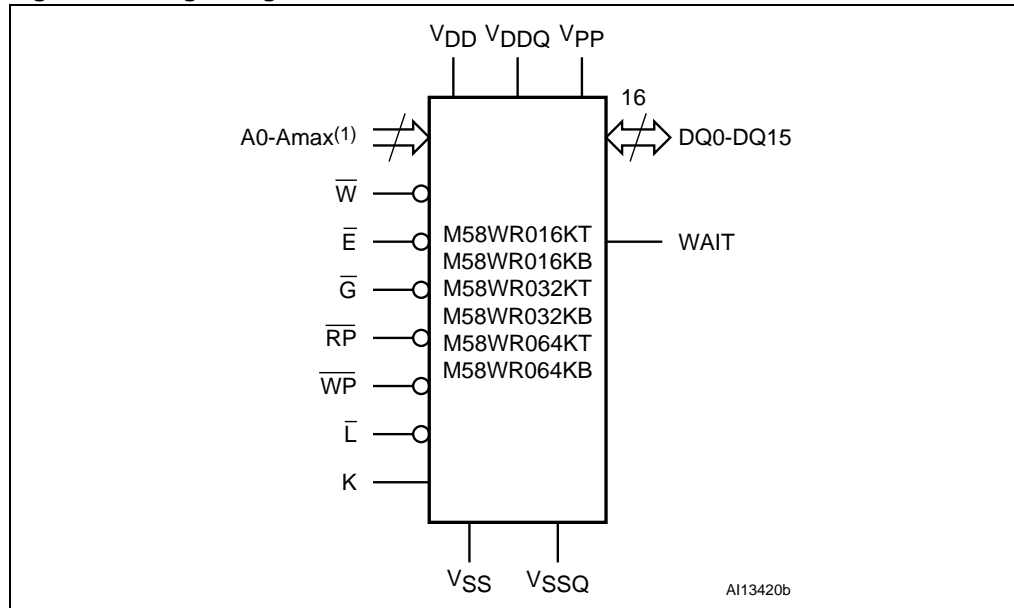 VDD VDDQ VPP
16
A0-Amax(1)
DQ0-DQ15
W
E
M58WR016KT
WAIT
M58WR016KB
G
M58WR032KT
M58WR032KB
RP
M58WR064KT
WP
M58WR064KB
L
K
VSS VSSQ
AI13420b